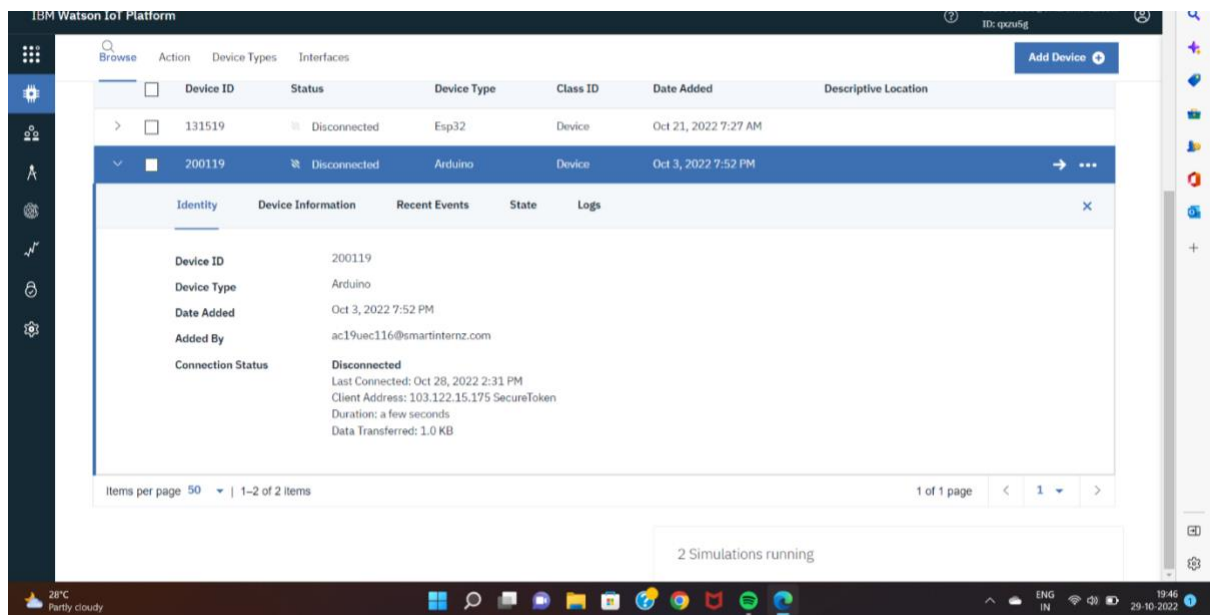 IBM Watson IoT Platform
ID: qxzu6g
Browse Action Device Types Interfaces Add Device
Device ID Status Device Type Class ID Date Added Descriptive Location
131519 Disconnected Esp32 Device Oct 21, 2022 7:27 AM
200119 Disconnected Arduino Device Oct 3, 2022 7:52 PM
Identity Device Information Recent Events State Logs
Device ID 200119
Device Type Arduino
Date Added Oct 3, 2022 7:52 PM
Added By ac19uec116@smartinternz.com
Connection Status Disconnected
Last Connected: Oct 28, 2022 2:31 PM
Client Address: 103.122.15.175 SecureToken
Duration: a few seconds
Data Transferred: 1.0 KB
Items per page 50 | 1–2 of 2 items 1 of 1 page 1
2 Simulations running
28°C
Partly cloudy
ENG
IN
19:46
29-10-2022
1